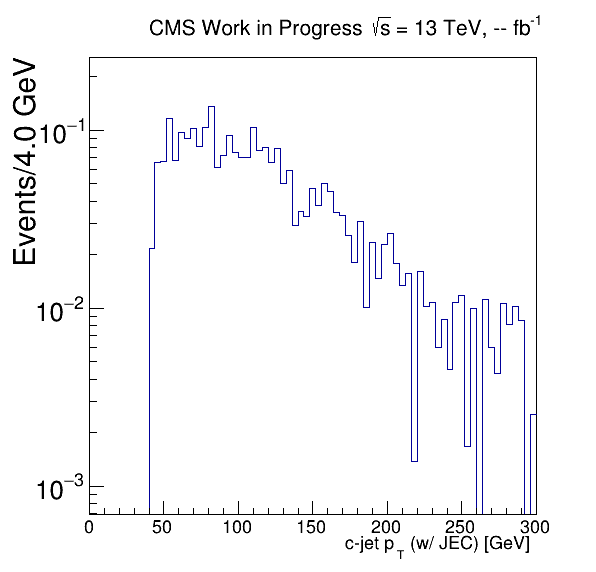 CMS Work in Progress √s = 13 TeV, -- fb⁻¹
Events/4.0 GeV
10⁻¹
10⁻²
10⁻³
0 50 100 150 200 250 300
c-jet p_T (w/ JEC) [GeV]